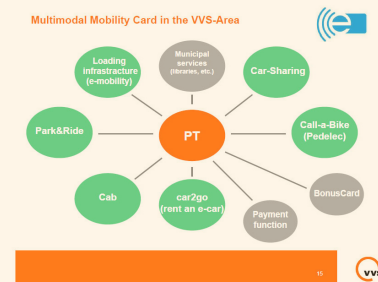 Multimodal Mobility Card in the VVS-Area
Loading
infrastracture
(e-mobility)
Municipal
services
(libraries, etc.)
Car-Sharing
Park&Ride
PT
Call-a-Bike
(Pedelec)
Cab
car2go
(rent an e-car)
Payment
function
BonusCard
15
vvs